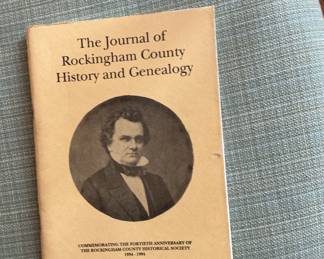 The Journal of
Rockingham County
History and Genealogy
COMMEMORATING THE FORTIETH ANNIVERSARY OF
THE ROCKINGHAM COUNTY HISTORICAL SOCIETY
1954 - 1994